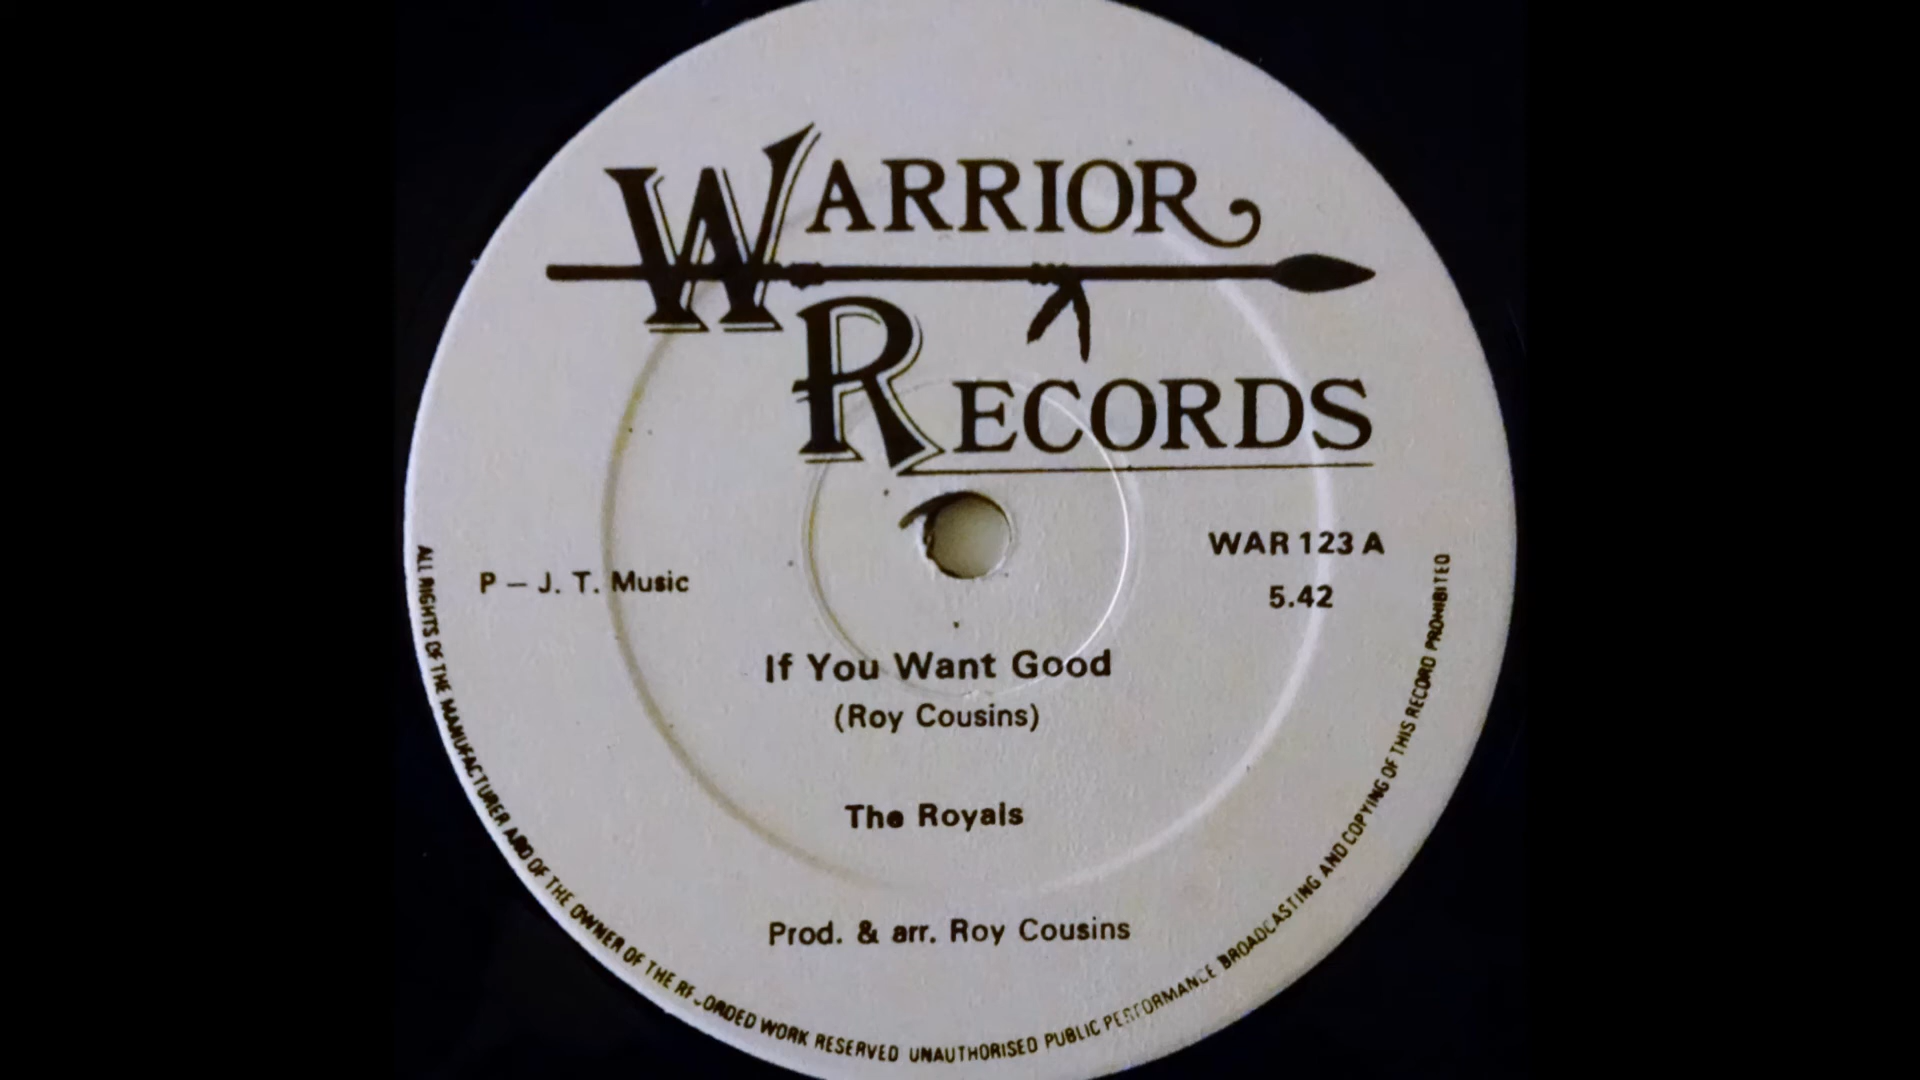 WARRIOR
RECORDS
WAR 123 A
5.42
P – J. T. Music
If You Want Good
(Roy Cousins)
The Royals
Prod. & arr. Roy Cousins
ALL RIGHTS OF THE MANUFACTURER AND OF THE OWNER OF THE RECORDED WORK RESERVED UNAUTHORISED PUBLIC PERFORMANCE BROADCASTING AND COPYING OF THIS RECORD PROHIBITED